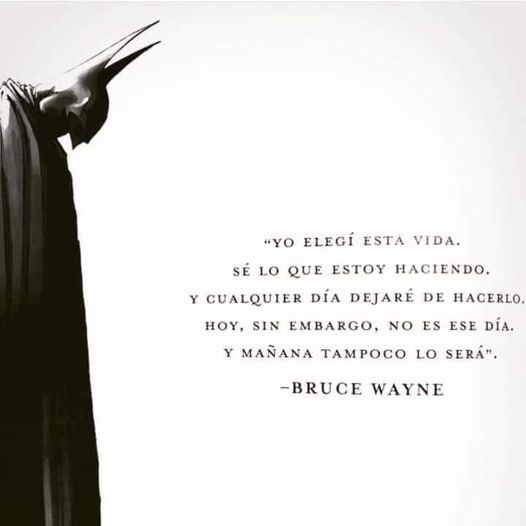 “YO ELEGÍ ESTA VIDA.
SÉ LO QUE ESTOY HACIENDO.
Y CUALQUIER DÍA DEJARÉ DE HACERLO.
HOY, SIN EMBARGO, NO ES ESE DÍA.
Y MAÑANA TAMPOCO LO SERÁ”.
–BRUCE WAYNE